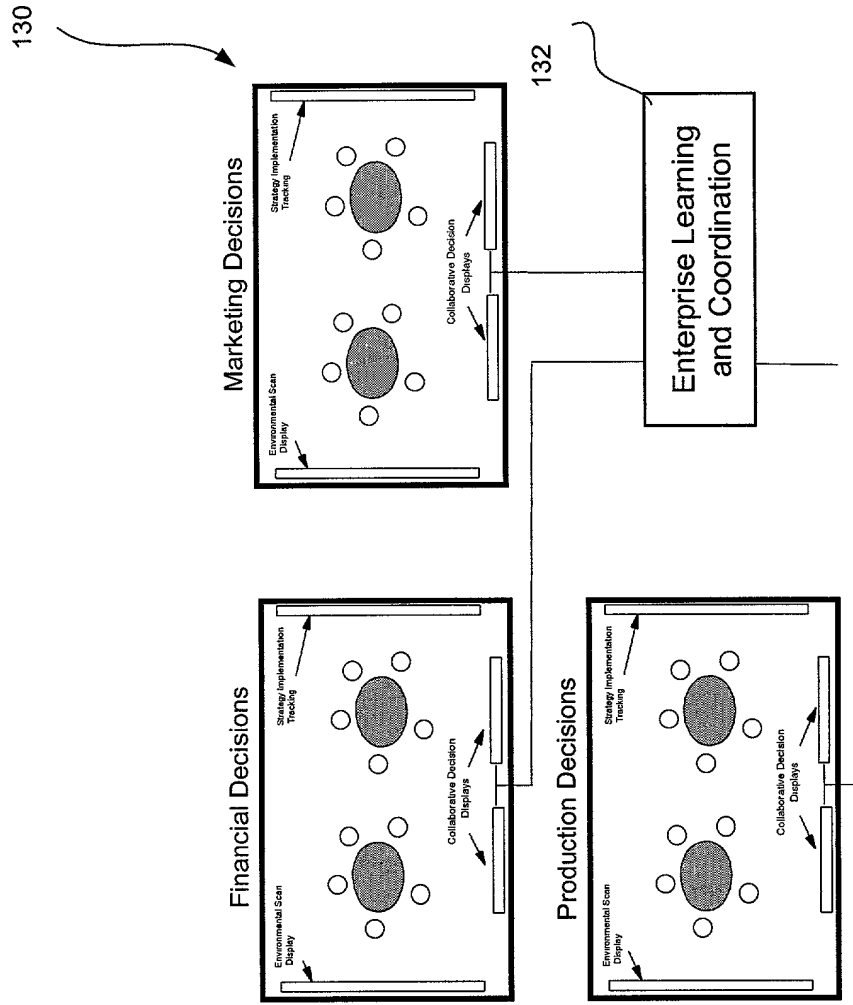 130
Financial Decisions
Environmental Scan
Display
Strategy Implementation
Tracking
Collaborative Decision
Displays
Marketing Decisions
Environmental Scan
Display
Strategy Implementation
Tracking
Collaborative Decision
Displays
132
Production Decisions
Environmental Scan
Display
Strategy Implementation
Tracking
Collaborative Decision
Displays
Enterprise Learning
and Coordination